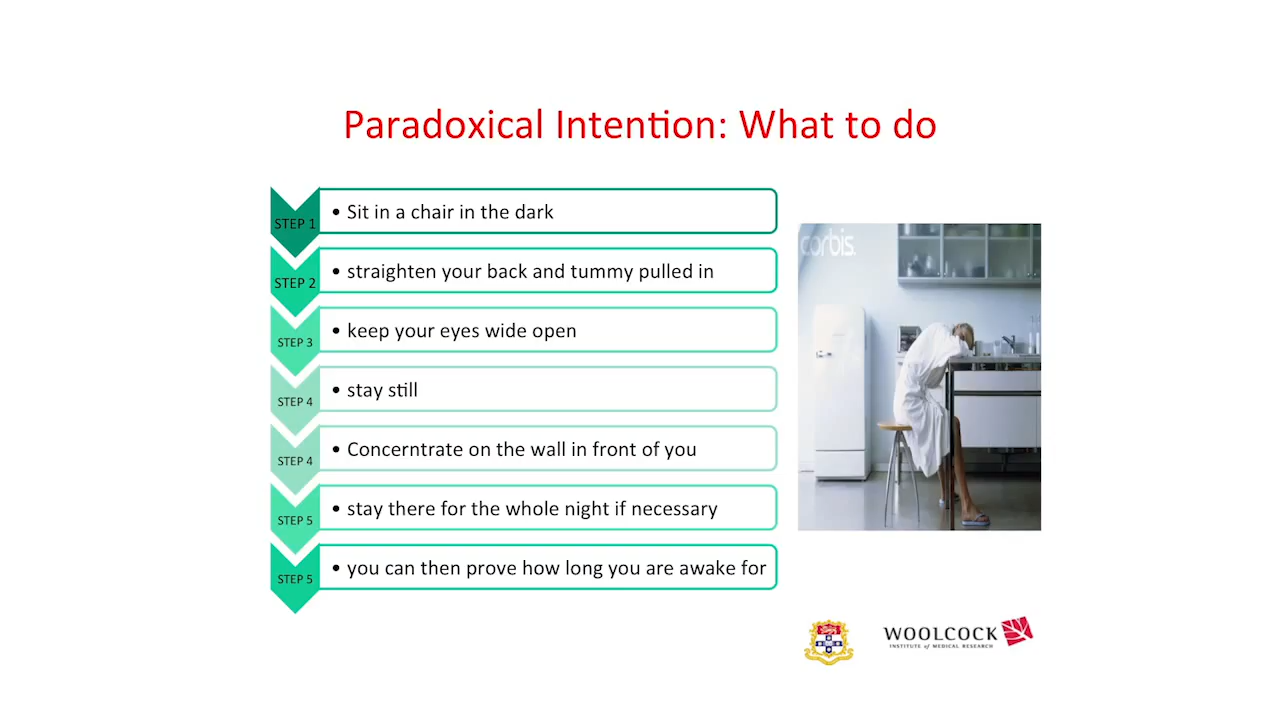 Paradoxical Intention: What to do
STEP 1
• Sit in a chair in the dark
STEP 2
• straighten your back and tummy pulled in
STEP 3
• keep your eyes wide open
STEP 4
• stay still
STEP 4
• Concerntrate on the wall in front of you
STEP 5
• stay there for the whole night if necessary
STEP 5
• you can then prove how long you are awake for
corbis.
WOOLCOCK
INSTITUTE of MEDICAL RESEARCH